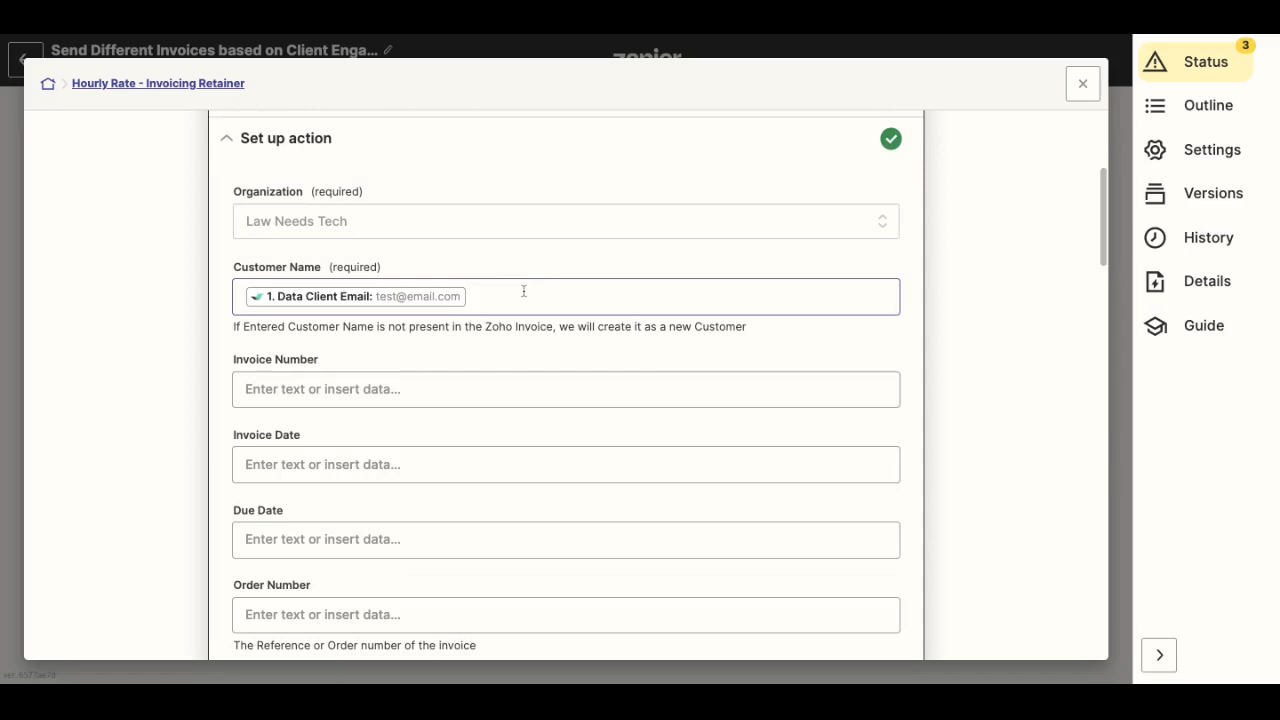 Send Different Invoices based on Client Enga...
zapier
Hourly Rate - Invoicing Retainer
Set up action
Organization (required)
Law Needs Tech
Customer Name (required)
1. Data Client Email: test@email.com
If Entered Customer Name is not present in the Zoho Invoice, we will create it as a new Customer
Invoice Number
Enter text or insert data...
Invoice Date
Enter text or insert data...
Due Date
Enter text or insert data...
Order Number
Enter text or insert data...
The Reference or Order number of the invoice
3
Status
Outline
Settings
Versions
History
Details
Guide